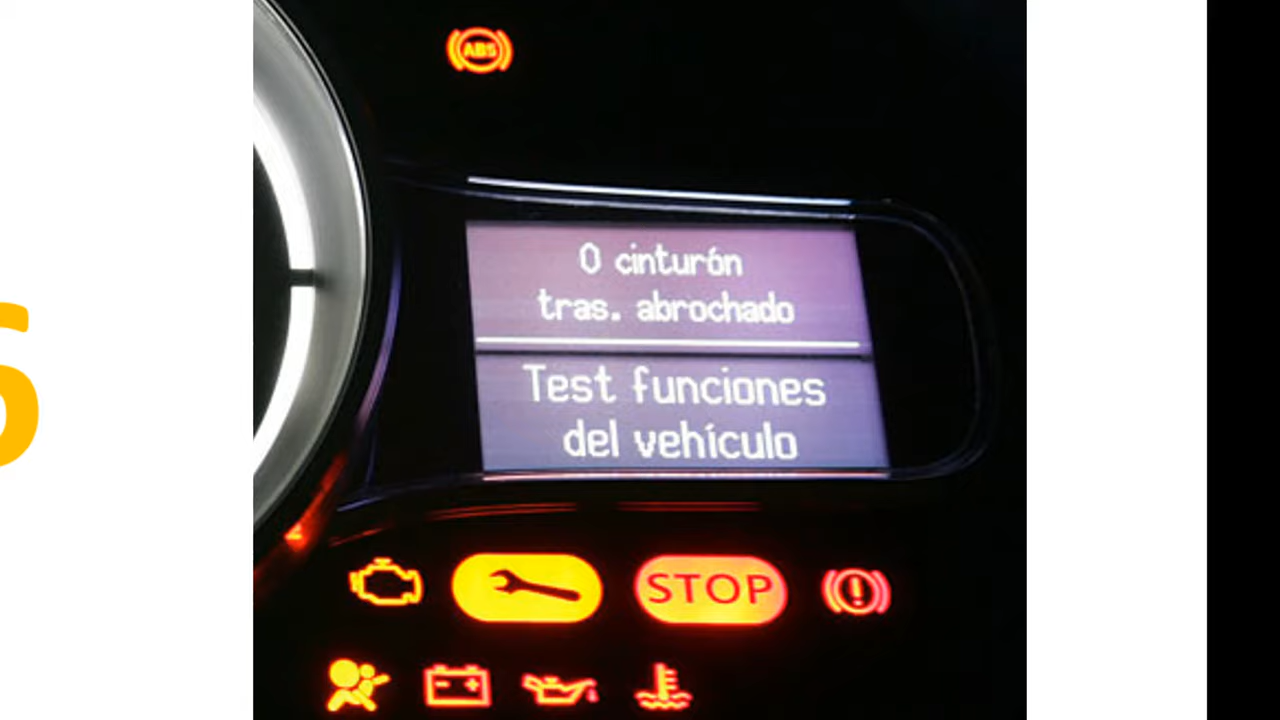 ABS
0 cinturón
tras. abrochado
Test funciones
del vehículo
STOP